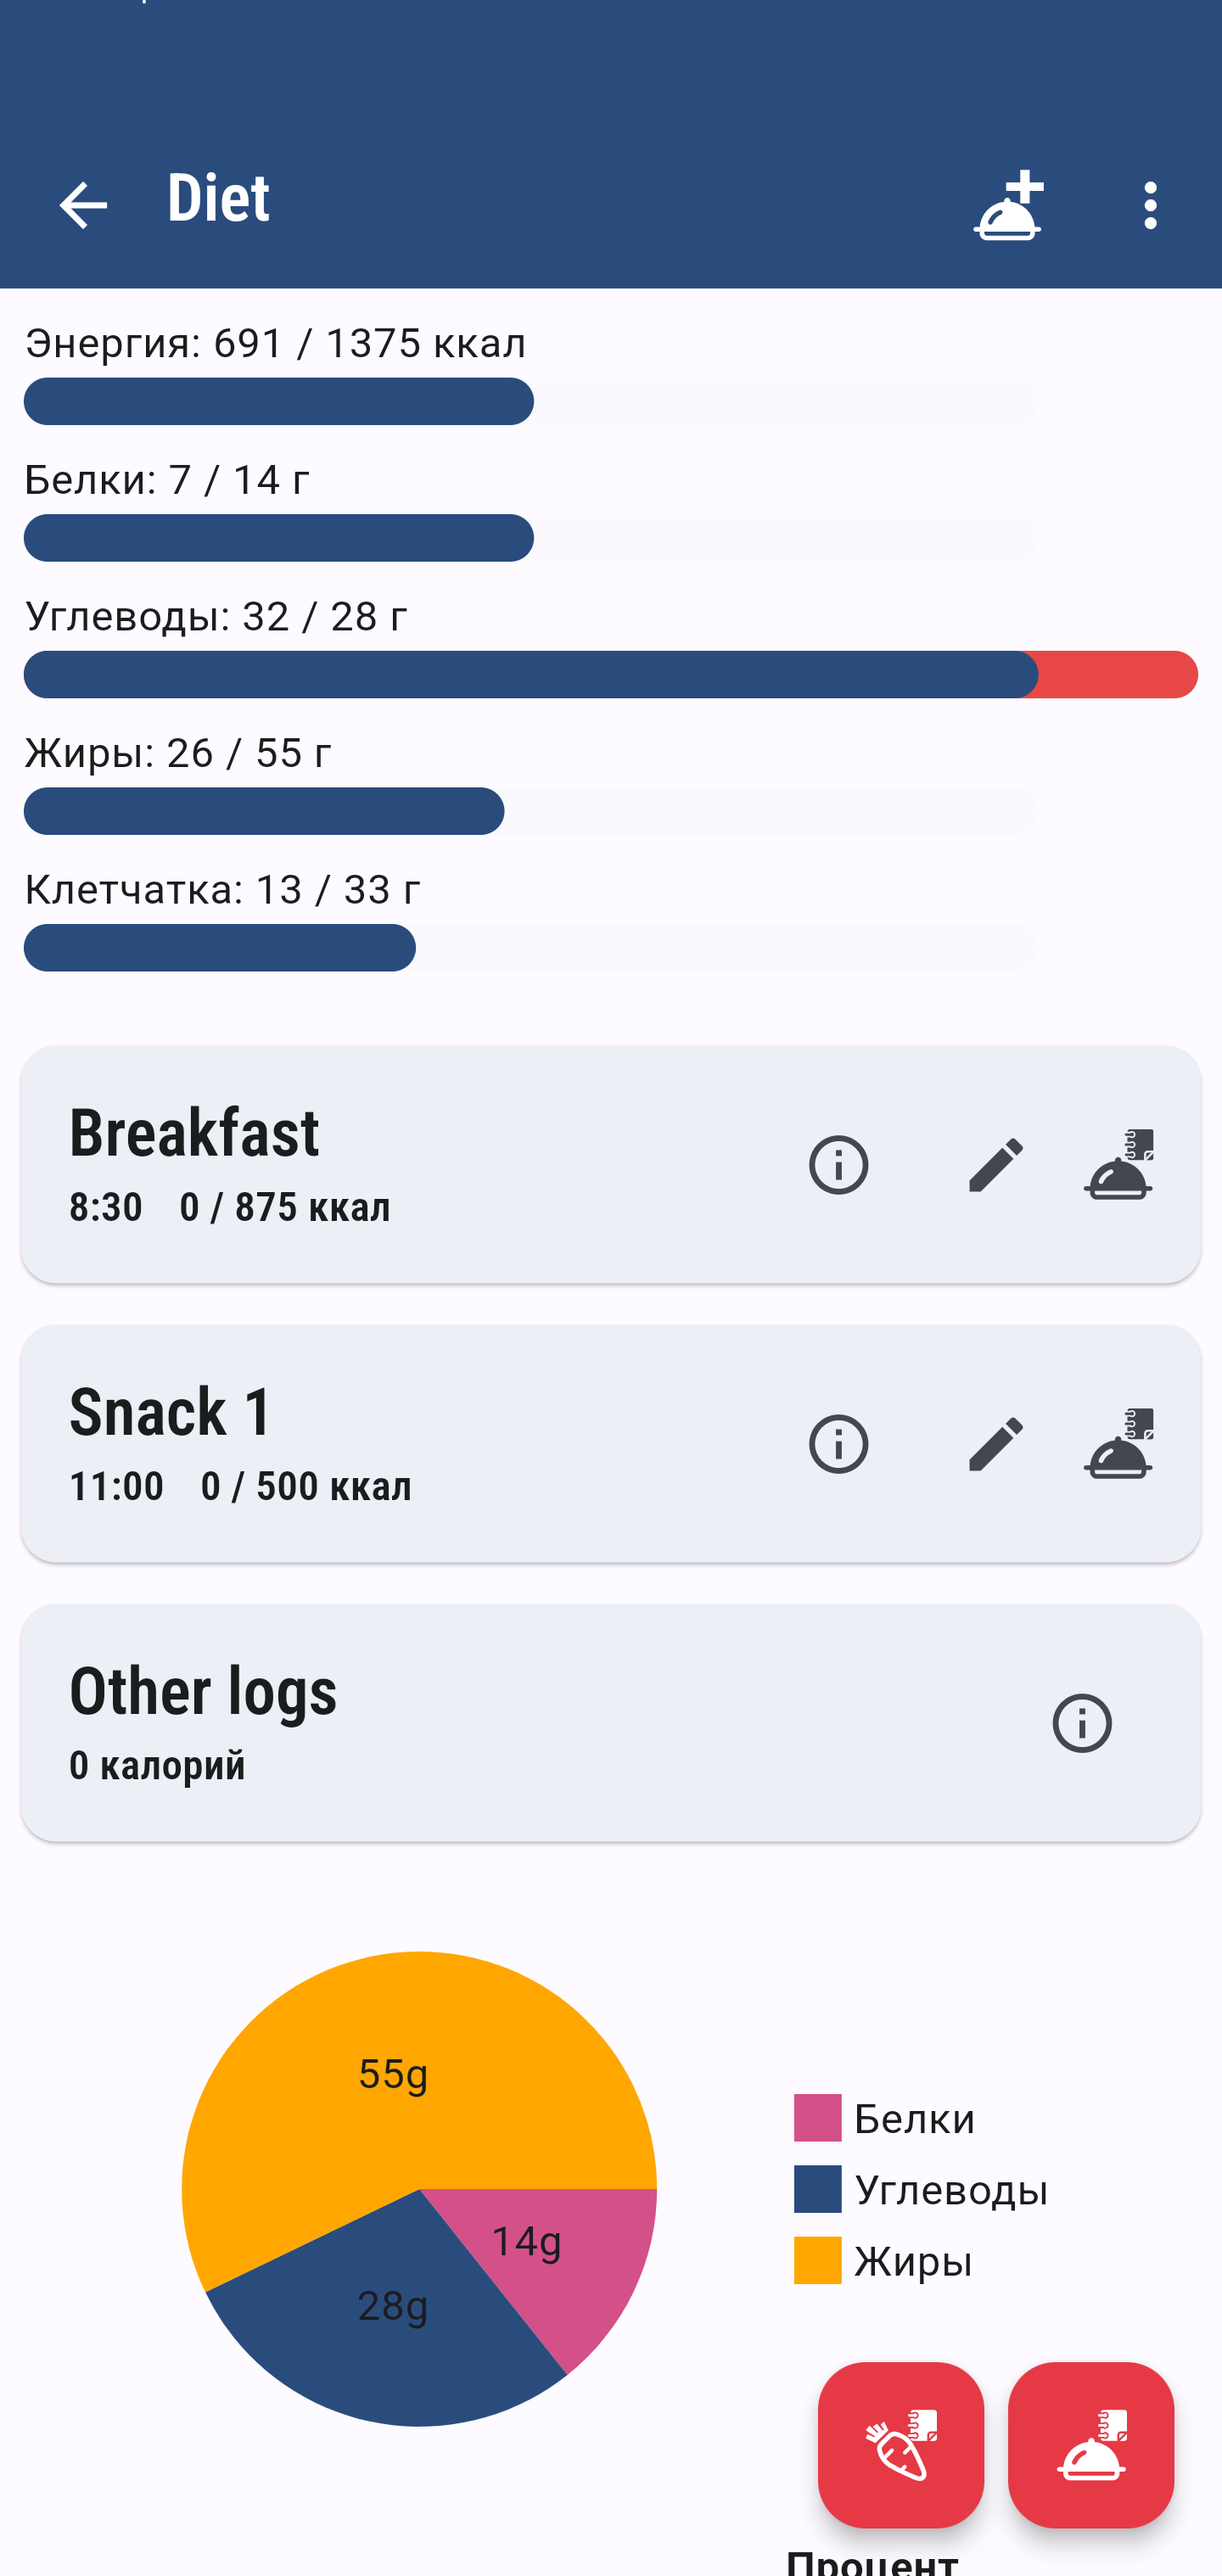 Diet
Энергия: 691 / 1375 ккал
Белки: 7 / 14 г
Углеводы: 32 / 28 г
Жиры: 26 / 55 г
Клетчатка: 13 / 33 г
Breakfast
8:30 0 / 875 ккал
Snack 1
11:00 0 / 500 ккал
Other logs
0 калорий
55g
14g
28g
Белки
Углеводы
Жиры
Процент